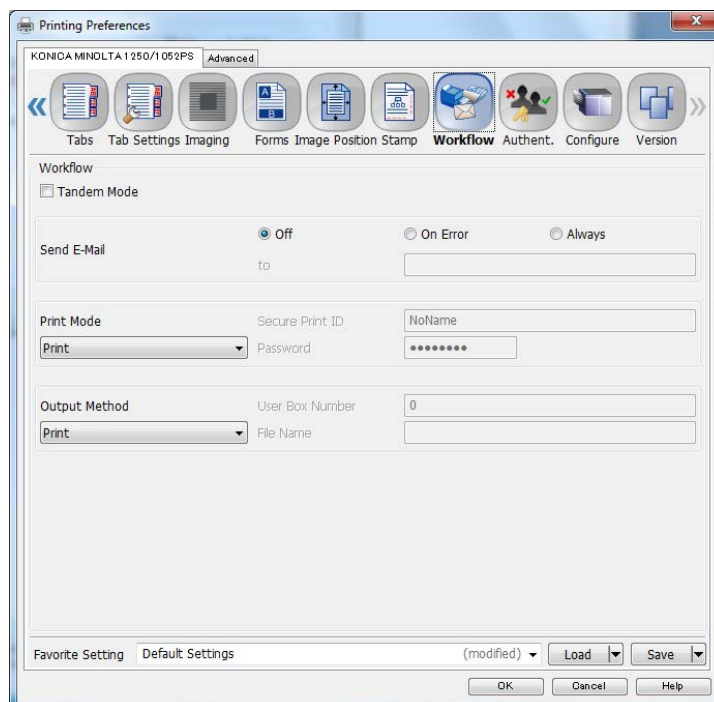 Printing Preferences
KONICA MINOLTA 1250/1052PS Advanced
A
B
Tabs Tab Settings Imaging Forms Image Position Stamp Workflow Authent. Configure Version
Workflow
Tandem Mode
Send E-Mail Off On Error Always
to
Print Mode Secure Print ID NoName
Print Password ••••••••
Output Method User Box Number 0
Print File Name
Favorite Setting Default Settings (modified) Load Save
OK Cancel Help